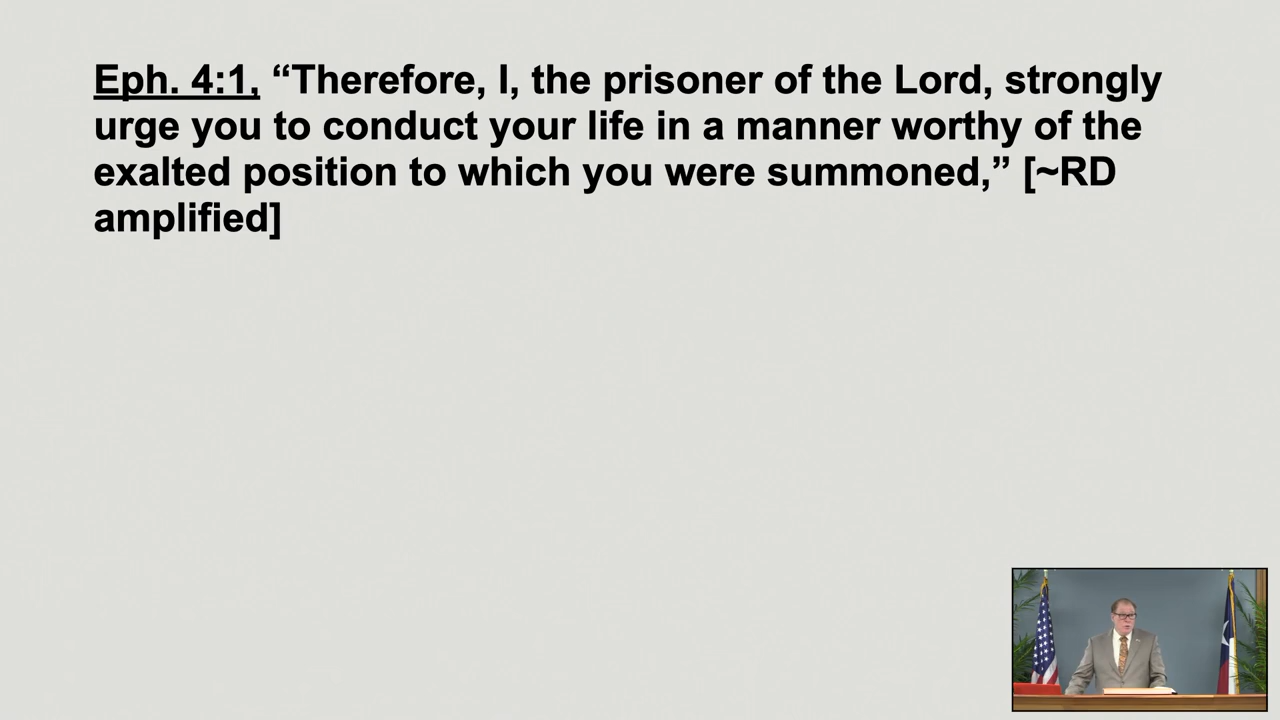 Eph. 4:1, “Therefore, I, the prisoner of the Lord, strongly
urge you to conduct your life in a manner worthy of the
exalted position to which you were summoned,” [~RD
amplified]